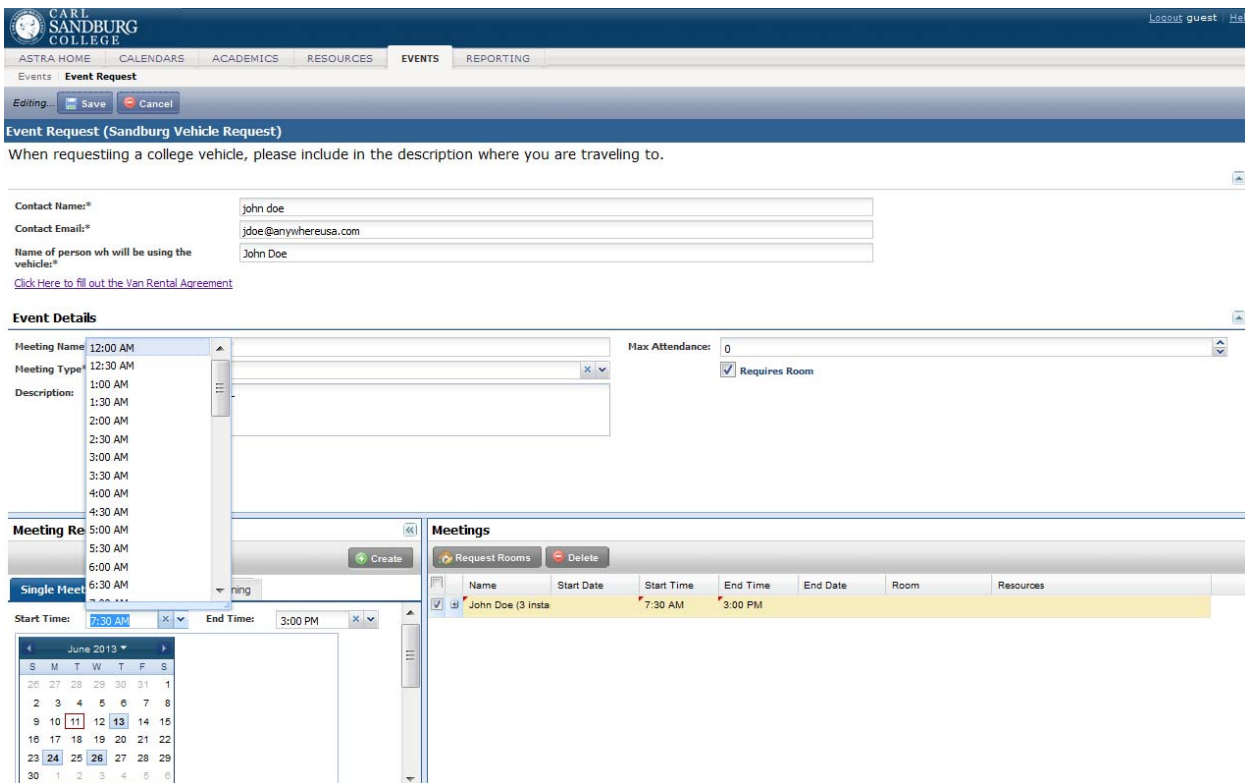 CARL
SANDBURG
COLLEGE
Logout guest Hel
ASTRA HOME CALENDARS ACADEMICS RESOURCES EVENTS REPORTING
Events Event Request
Editing... Save Cancel
Event Request (Sandburg Vehicle Request)
When requestiing a college vehicle, please include in the description where you are traveling to.
Contact Name:* john doe
Contact Email:* jdoe@anywhereusa.com
Name of person wh will be using the
vehicle:* John Doe
Click Here to fill out the Van Rental Agreement
Event Details
Meeting Name 12:00 AM Max Attendance: 0
12:30 AM
Meeting Type* Requires Room
1:00 AM
Description:
1:30 AM
2:00 AM
2:30 AM
3:00 AM
3:30 AM
4:00 AM
4:30 AM
Meeting Re 5:00 AM Meetings
5:30 AM Create Request Rooms Delete
6:00 AM
Single Meet 6:30 AM ning Name Start Date Start Time End Time End Date Room Resources
7:00 AM John Doe (3 insta 7:30 AM 3:00 PM
Start Time: 7:30 AM End Time: 3:00 PM
June 2013
S M T W T F S
26 27 28 29 30 31 1
2 3 4 5 6 7 8
9 10 11 12 13 14 15
16 17 18 19 20 21 22
23 24 25 26 27 28 29
30 1 2 3 4 5 6